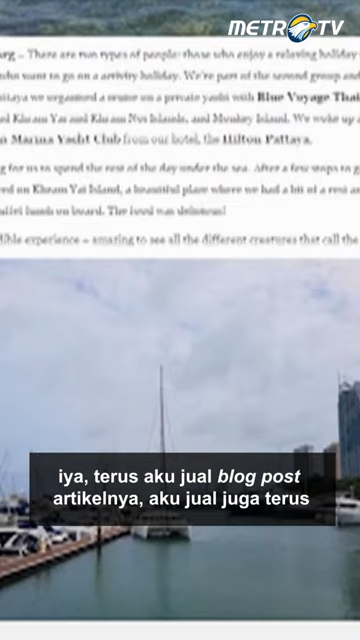 METRO TV
– There are two types of people: those who enjoy a relaxing holiday
who want to go on a activity holiday. We're part of the second group and
we organised a cruise on a private yacht with Blue Voyage Thai
Khram Yai and Khram Noi Islands, and Monkey Island. We woke up
Marina Yacht Club from our hotel, the Hilton Pattaya.
for us to spend the rest of the day under the sea. After a few stops to
on Khram Yai Island, a beautiful place where we had a bit of a rest
lunch on board. The food was delicious!
experience – amazing to see all the different creatures that call the
iya, terus aku jual blog post
artikelnya, aku jual juga terus